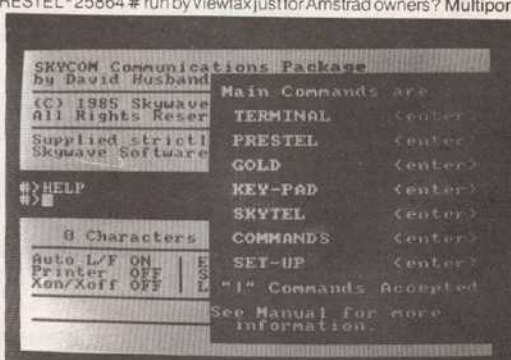 RESTEL *25864 # run by Viewfax just for Amstrad owners? Multipor
SKYCOM Communications Package
by David Husband
(C) 1985 Skywave
All Rights Reser
Supplied strictl
Skywave Software
#>HELP
#>
8 Characters
Auto L/F ON
Printer OFF
Xon/Xoff OFF
E
S
L
Main Commands are :
TERMINAL <enter>
PRESTEL <enter>
GOLD <enter>
KEY-PAD <enter>
SKYTEL <enter>
COMMANDS <enter>
SET-UP <enter>
"|" Commands Accepted
See Manual for more
information.